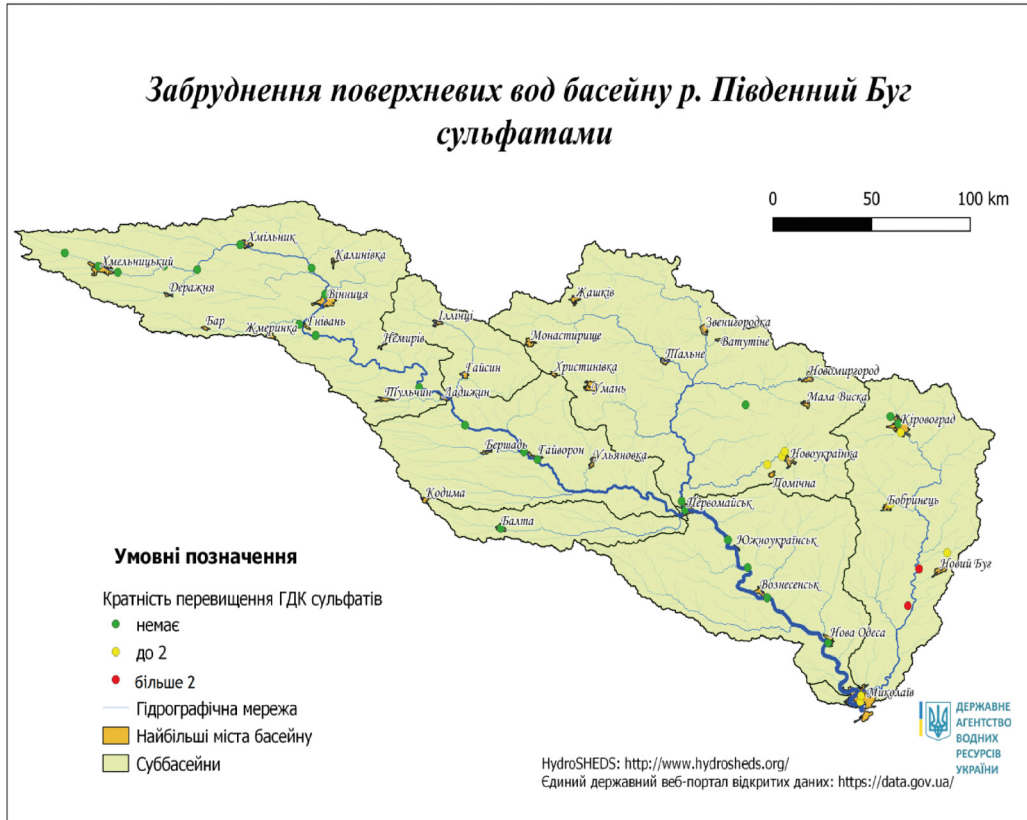 Забруднення поверхневих вод басейну р. Південний Буг
сульфатами
0 50 100 km
Хмільник
Калинівка
Хмельницький
Деражня
Вінниця
Бар
Жмеринка
Гнівань
Немирів
Іллінці
Жашків
Звенигородка
Ватутіне
Монастирище
Тальне
Гайсин
Христинівка
Умань
Новомиргород
Мала Виска
Тульчин
Ладижин
Кіровоград
Бершадь
Гайворон
Ульяновка
Новоукраїнка
Помічна
Кодима
Первомайськ
Бобринець
Балта
Южноукраїнськ
Новий Буг
Вознесенськ
Нова Одеса
Миколаїв
Умовні позначення
Кратність перевищення ГДК сульфатів
немає
до 2
більше 2
Гідрографічна мережа
Найбільші міста басейну
Суббасейни
ДЕРЖАВНЕ
АГЕНТСТВО
ВОДНИХ
РЕСУРСІВ
УКРАЇНИ
HydroSHEDS: http://www.hydrosheds.org/
Єдиний державний веб-портал відкритих даних: https://data.gov.ua/